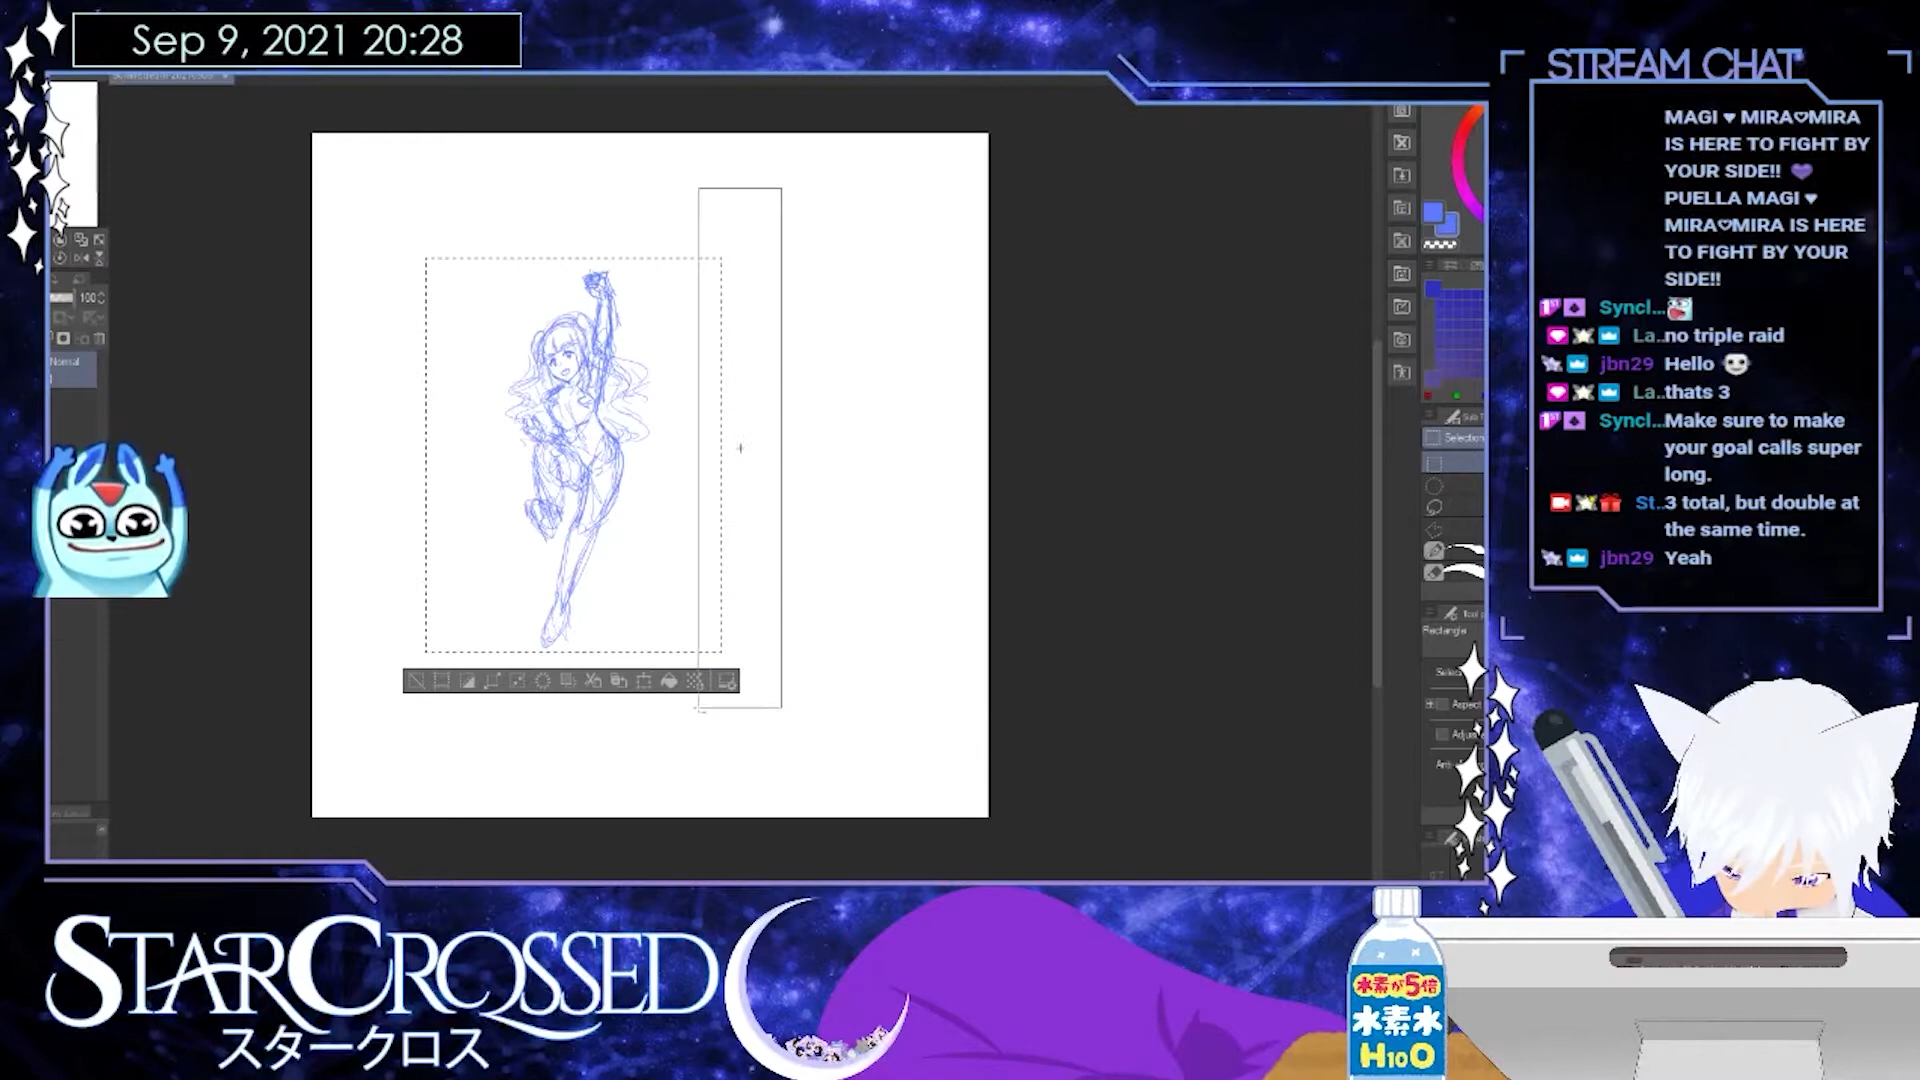 Sep 9, 2021 20:28
STREAM CHAT
MAGI ♥ MIRA♡MIRA
IS HERE TO FIGHT BY
YOUR SIDE!! 💜
PUELLA MAGI ♥
MIRA♡MIRA IS HERE
TO FIGHT BY YOUR
SIDE!!
Syncl...
La..no triple raid
jbn29 Hello
La..thats 3
Syncl...Make sure to make
your goal calls super
long.
St..3 total, but double at
the same time.
jbn29 Yeah
100
Normal
Selection
Rectangle
Aspect
STARCROSSED
スタークロス
水素が5倍
水素水
H10O